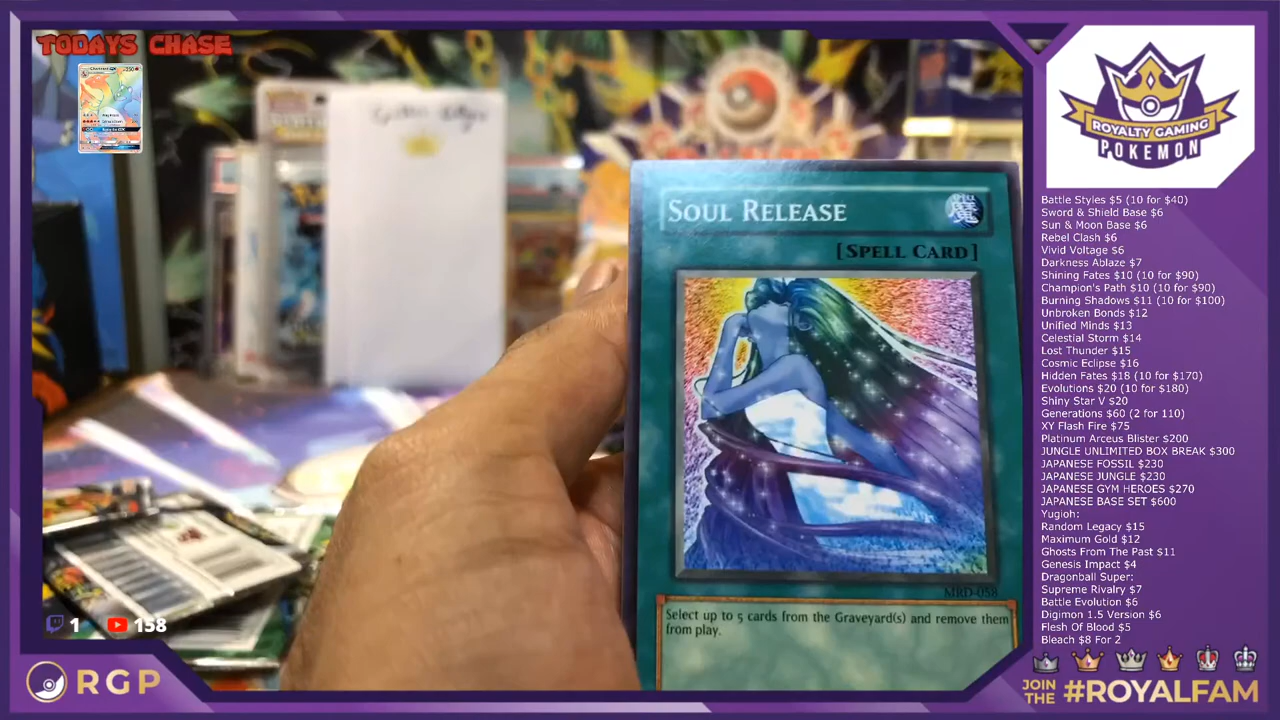 TODAYS CHASE
SOUL RELEASE
[SPELL CARD]
魔
MRD-058
Select up to 5 cards from the Graveyard(s) and remove them
from play.
1
158
RGP
ROYALTY GAMING
POKEMON
Battle Styles $5 (10 for $40)
Sword & Shield Base $6
Sun & Moon Base $6
Rebel Clash $6
Vivid Voltage $6
Darkness Ablaze $7
Shining Fates $10 (10 for $90)
Champion's Path $10 (10 for $90)
Burning Shadows $11 (10 for $100)
Unbroken Bonds $12
Unified Minds $13
Celestial Storm $14
Lost Thunder $15
Cosmic Eclipse $16
Hidden Fates $18 (10 for $170)
Evolutions $20 (10 for $180)
Shiny Star V $20
Generations $60 (2 for 110)
XY Flash Fire $75
Platinum Arceus Blister $200
JUNGLE UNLIMITED BOX BREAK $300
JAPANESE FOSSIL $230
JAPANESE JUNGLE $230
JAPANESE GYM HEROES $270
JAPANESE BASE SET $600
Yugioh:
Random Legacy $15
Maximum Gold $12
Ghosts From The Past $11
Genesis Impact $4
Dragonball Super:
Supreme Rivalry $7
Battle Evolution $6
Digimon 1.5 Version $6
Flesh Of Blood $5
Bleach $8 For 2
JOIN
THE #ROYALFAM